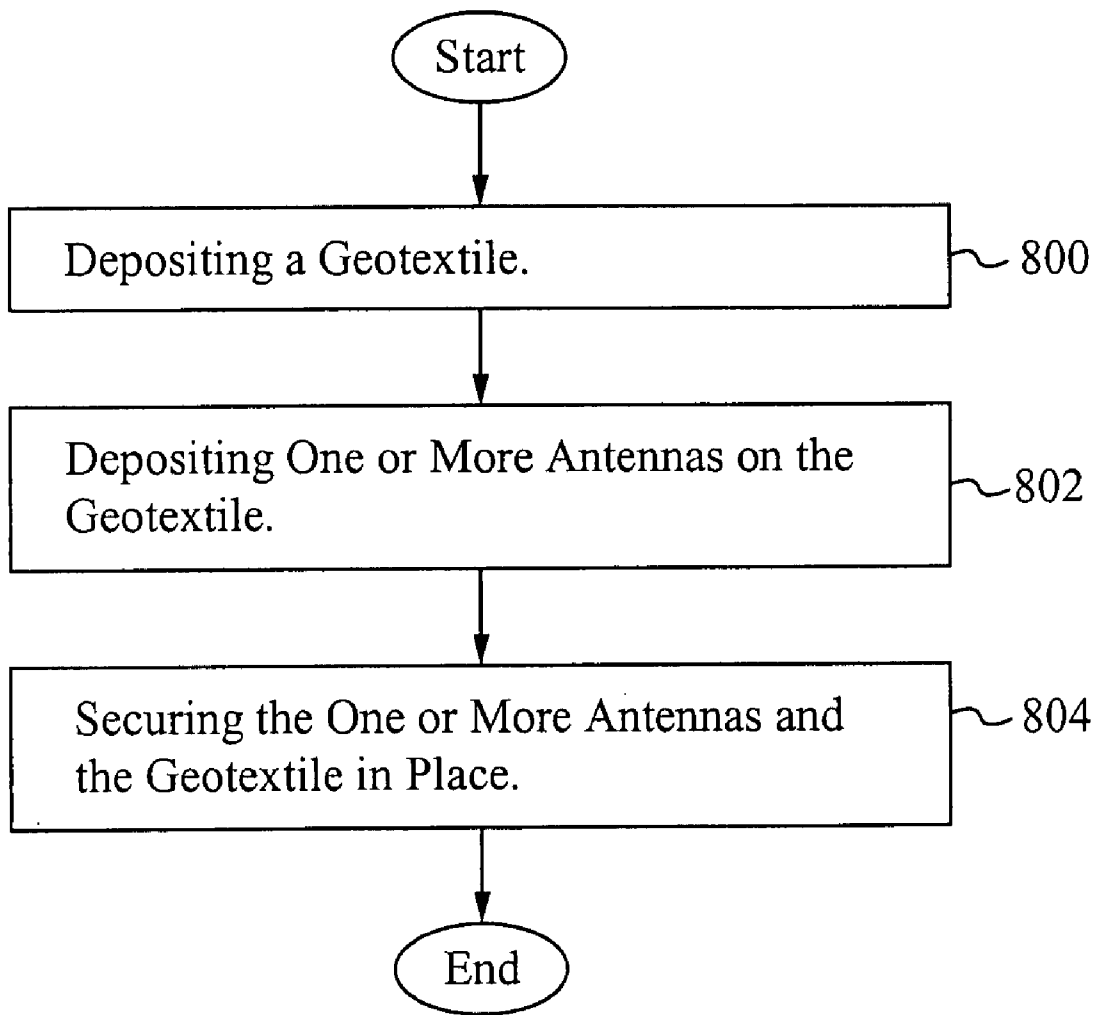 Start
Depositing a Geotextile.
800
Depositing One or More Antennas on the
Geotextile.
802
Securing the One or More Antennas and
the Geotextile in Place.
804
End